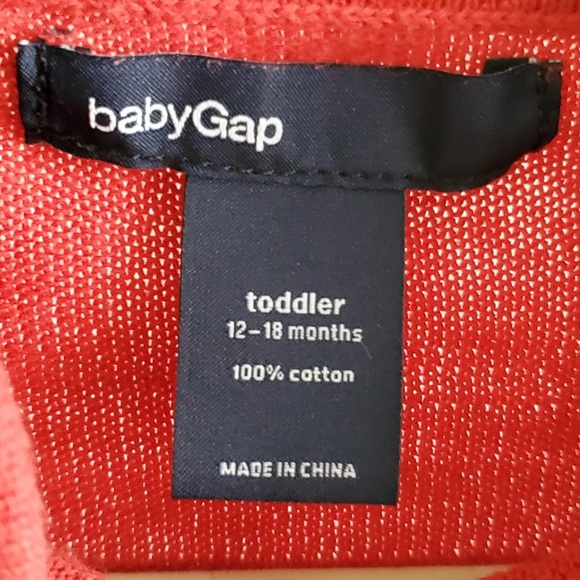 babyGap
toddler
12–18 months
100% cotton
MADE IN CHINA